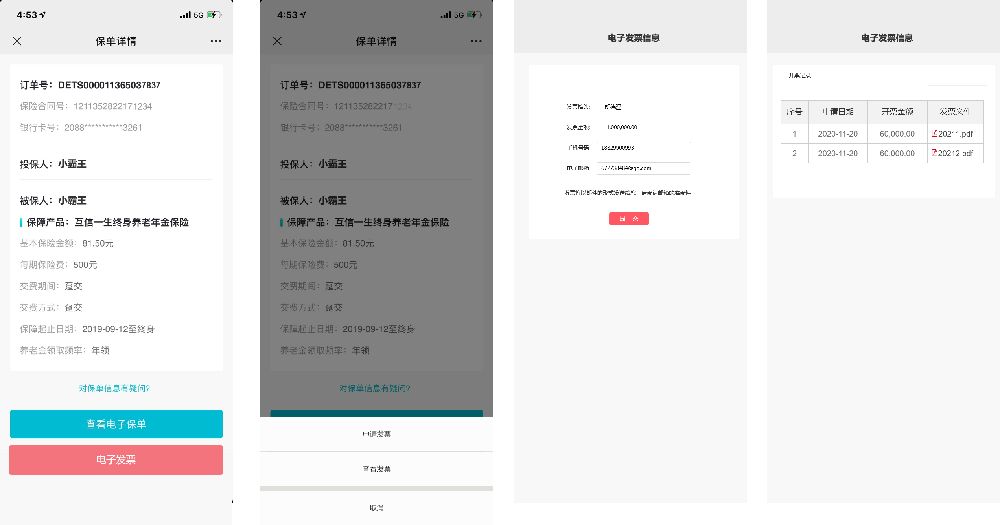 4:53
5G
保单详情
订单号：DETS000011365037837
保险合同号：1211352822171234
银行卡号：2088***********3261
投保人：小霸王
被保人：小霸王
保障产品：互信一生终身养老年金保险
基本保险金额：81.50元
每期保险费：500元
交费期间：趸交
交费方式：趸交
保障起止日期：2019-09-12至终身
养老金领取频率：年领
对保单信息有疑问?
查看电子保单
电子发票
4:53
5G
保单详情
订单号：DETS000011365037837
保险合同号：1211352822171234
银行卡号：2088***********3261
投保人：小霸王
被保人：小霸王
保障产品：互信一生终身养老年金保险
基本保险金额：81.50元
每期保险费：500元
交费期间：趸交
交费方式：趸交
保障起止日期：2019-09-12至终身
养老金领取频率：年领
对保单信息有疑问?
申请发票
查看发票
取消
电子发票信息
发票抬头: 胡德涅
发票金额: 1,000,000.00
手机号码 18829900993
电子邮箱 672738484@qq.com
发票将以邮件的形式发送给您，请确认邮箱的准确性
提 交
电子发票信息
开票记录
序号 申请日期 开票金额 发票文件
1 2020-11-20 60,000.00 20211.pdf
2 2020-11-20 60,000.00 20212.pdf